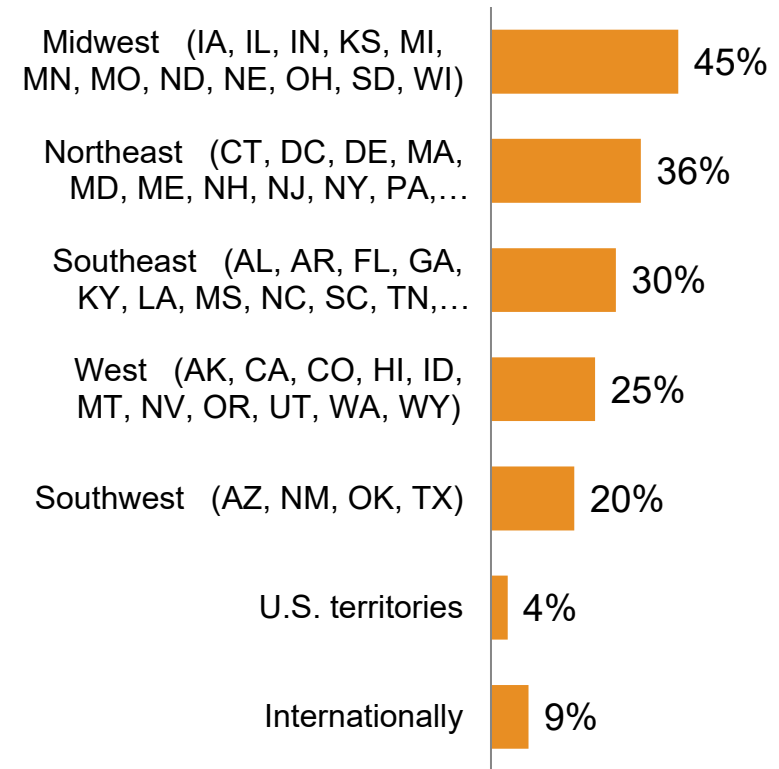 Midwest (IA, IL, IN, KS, MI,
MN, MO, ND, NE, OH, SD, WI)
45%
Northeast (CT, DC, DE, MA,
MD, ME, NH, NJ, NY, PA,…
36%
Southeast (AL, AR, FL, GA,
KY, LA, MS, NC, SC, TN,…
30%
West (AK, CA, CO, HI, ID,
MT, NV, OR, UT, WA, WY)
25%
Southwest (AZ, NM, OK, TX)
20%
U.S. territories
4%
Internationally
9%